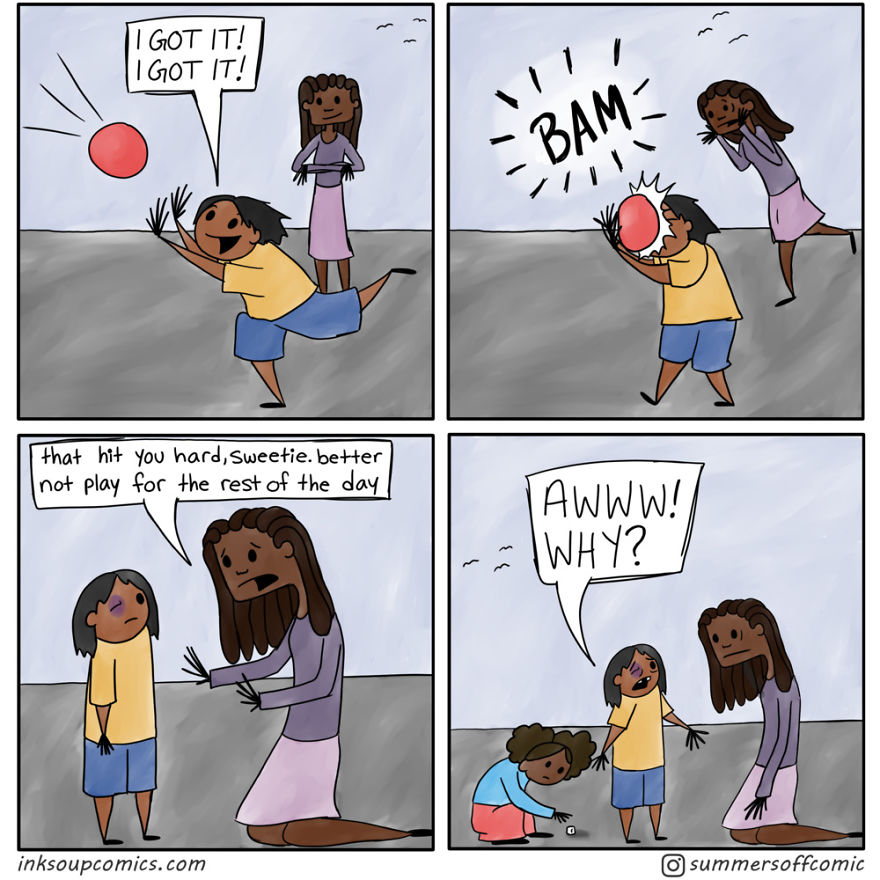 I GOT IT!
I GOT IT!
BAM
that hit you hard, sweetie. better
not play for the rest of the day
AWWW!
WHY?
inksoupcomics.com
summersoffcomic